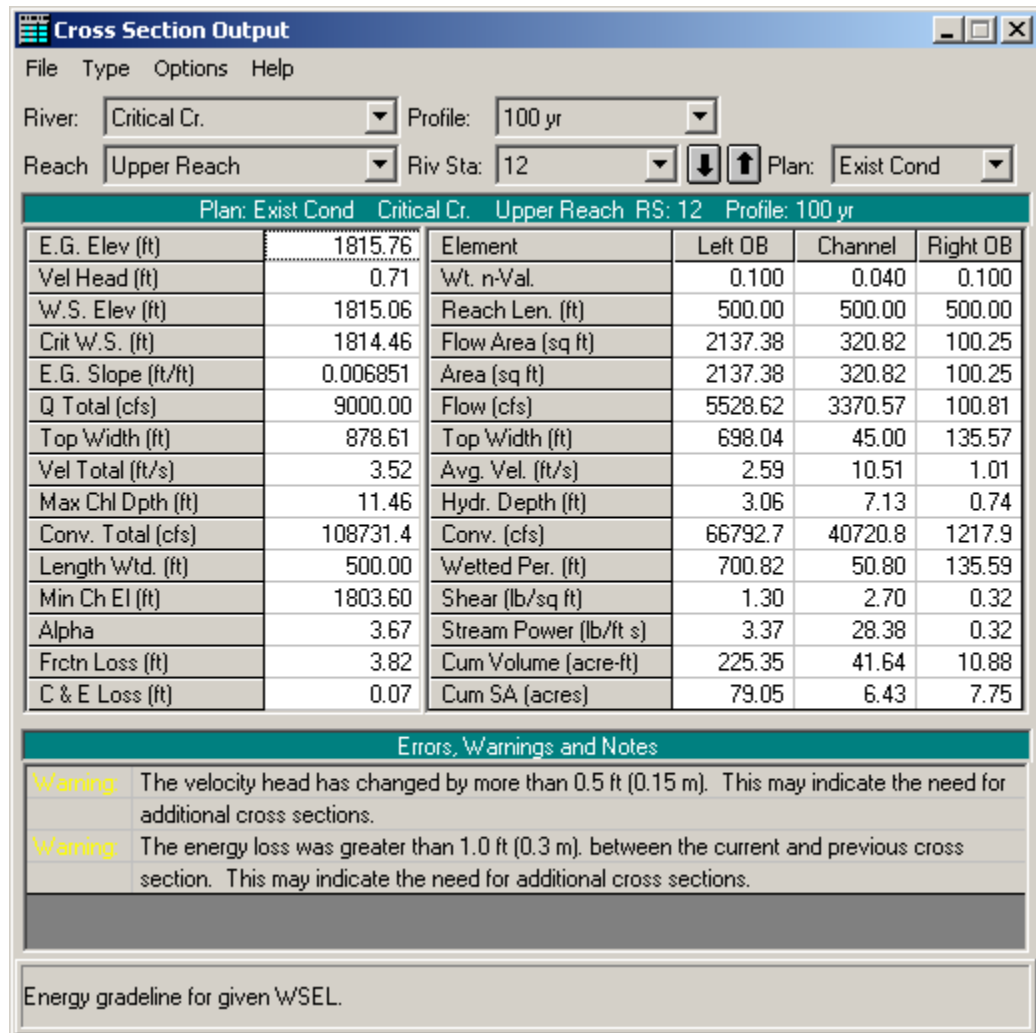 Cross Section Output
File Type Options Help
River: Critical Cr. Profile: 100 yr
Reach Upper Reach Riv Sta: 12 Plan: Exist Cond
Plan: Exist Cond Critical Cr. Upper Reach RS: 12 Profile: 100 yr
E.G. Elev (ft) 1815.76 Element Left OB Channel Right OB
Vel Head (ft) 0.71 Wt. n-Val. 0.100 0.040 0.100
W.S. Elev (ft) 1815.06 Reach Len. (ft) 500.00 500.00 500.00
Crit W.S. (ft) 1814.46 Flow Area (sq ft) 2137.38 320.82 100.25
E.G. Slope (ft/ft) 0.006851 Area (sq ft) 2137.38 320.82 100.25
Q Total (cfs) 9000.00 Flow (cfs) 5528.62 3370.57 100.81
Top Width (ft) 878.61 Top Width (ft) 698.04 45.00 135.57
Vel Total (ft/s) 3.52 Avg. Vel. (ft/s) 2.59 10.51 1.01
Max Chl Dpth (ft) 11.46 Hydr. Depth (ft) 3.06 7.13 0.74
Conv. Total (cfs) 108731.4 Conv. (cfs) 66792.7 40720.8 1217.9
Length Wtd. (ft) 500.00 Wetted Per. (ft) 700.82 50.80 135.59
Min Ch El (ft) 1803.60 Shear (lb/sq ft) 1.30 2.70 0.32
Alpha 3.67 Stream Power (lb/ft s) 3.37 28.38 0.32
Frctn Loss (ft) 3.82 Cum Volume (acre-ft) 225.35 41.64 10.88
C & E Loss (ft) 0.07 Cum SA (acres) 79.05 6.43 7.75
Errors, Warnings and Notes
Warning: The velocity head has changed by more than 0.5 ft (0.15 m). This may indicate the need for
additional cross sections.
Warning: The energy loss was greater than 1.0 ft (0.3 m). between the current and previous cross
section. This may indicate the need for additional cross sections.
Energy gradeline for given WSEL.